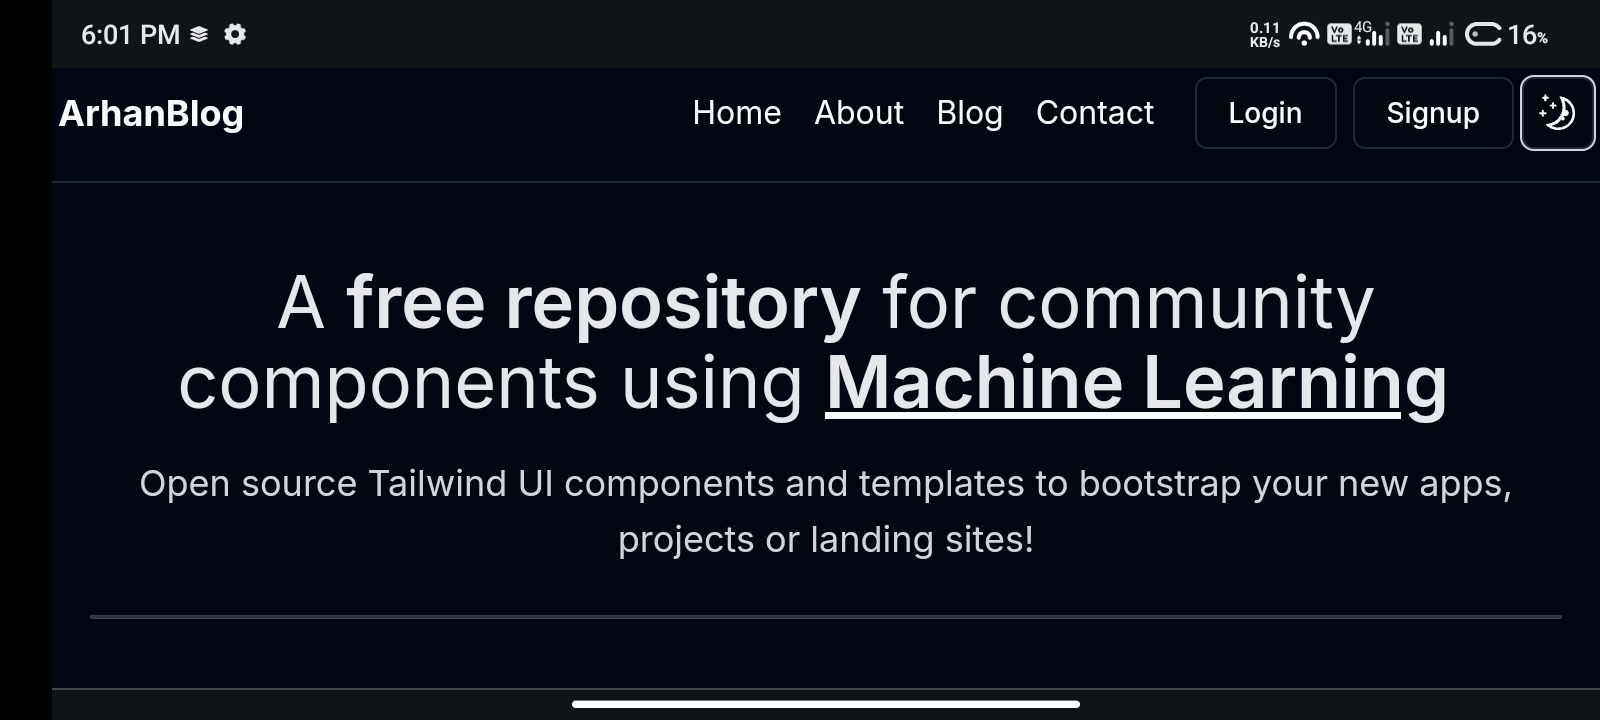 6:01 PM
0.11 KB/s
Vo LTE 4G Vo LTE 16%
ArhanBlog
Home About Blog Contact Login Signup
A free repository for community
components using Machine Learning
Open source Tailwind UI components and templates to bootstrap your new apps,
projects or landing sites!